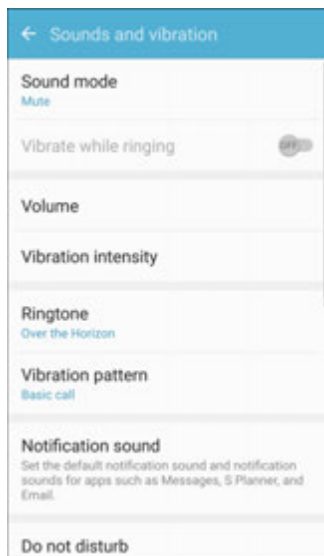 Sounds and vibration
Sound mode
Mute
Vibrate while ringing
OFF
Volume
Vibration intensity
Ringtone
Over the Horizon
Vibration pattern
Basic call
Notification sound
Set the default notification sound and notification
sounds for apps such as Messages, S Planner, and
Email.
Do not disturb